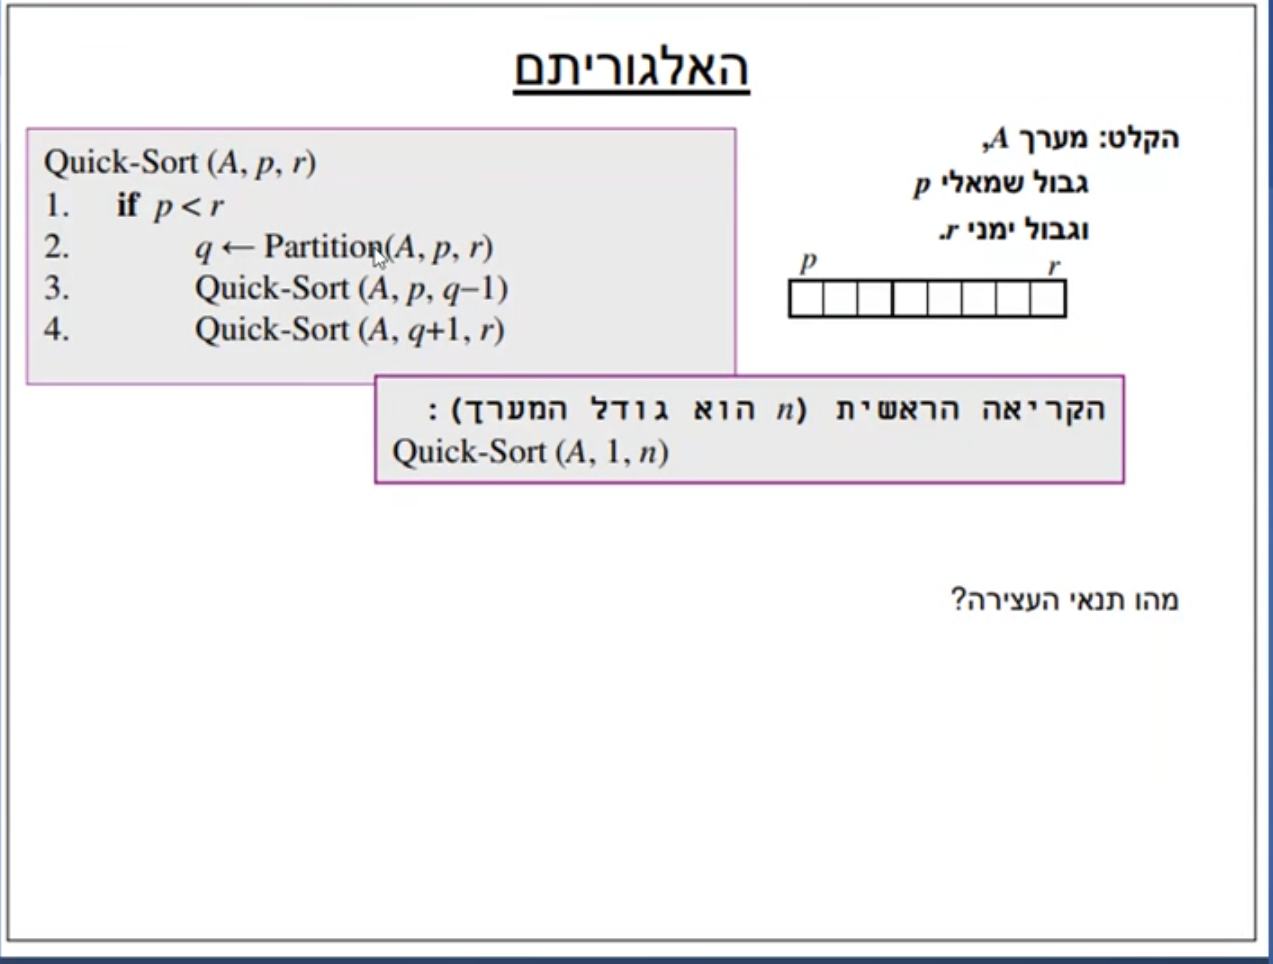 האלגוריתם
הקלט: מערך A,
גבול שמאלי p
וגבול ימני r.
p r
Quick-Sort (A, p, r)
1. if p < r
2. q ← Partition(A, p, r)
3. Quick-Sort (A, p, q−1)
4. Quick-Sort (A, q+1, r)
הקריאה הראשית (n הוא גודל המערך):
Quick-Sort (A, 1, n)
מהו תנאי העצירה?